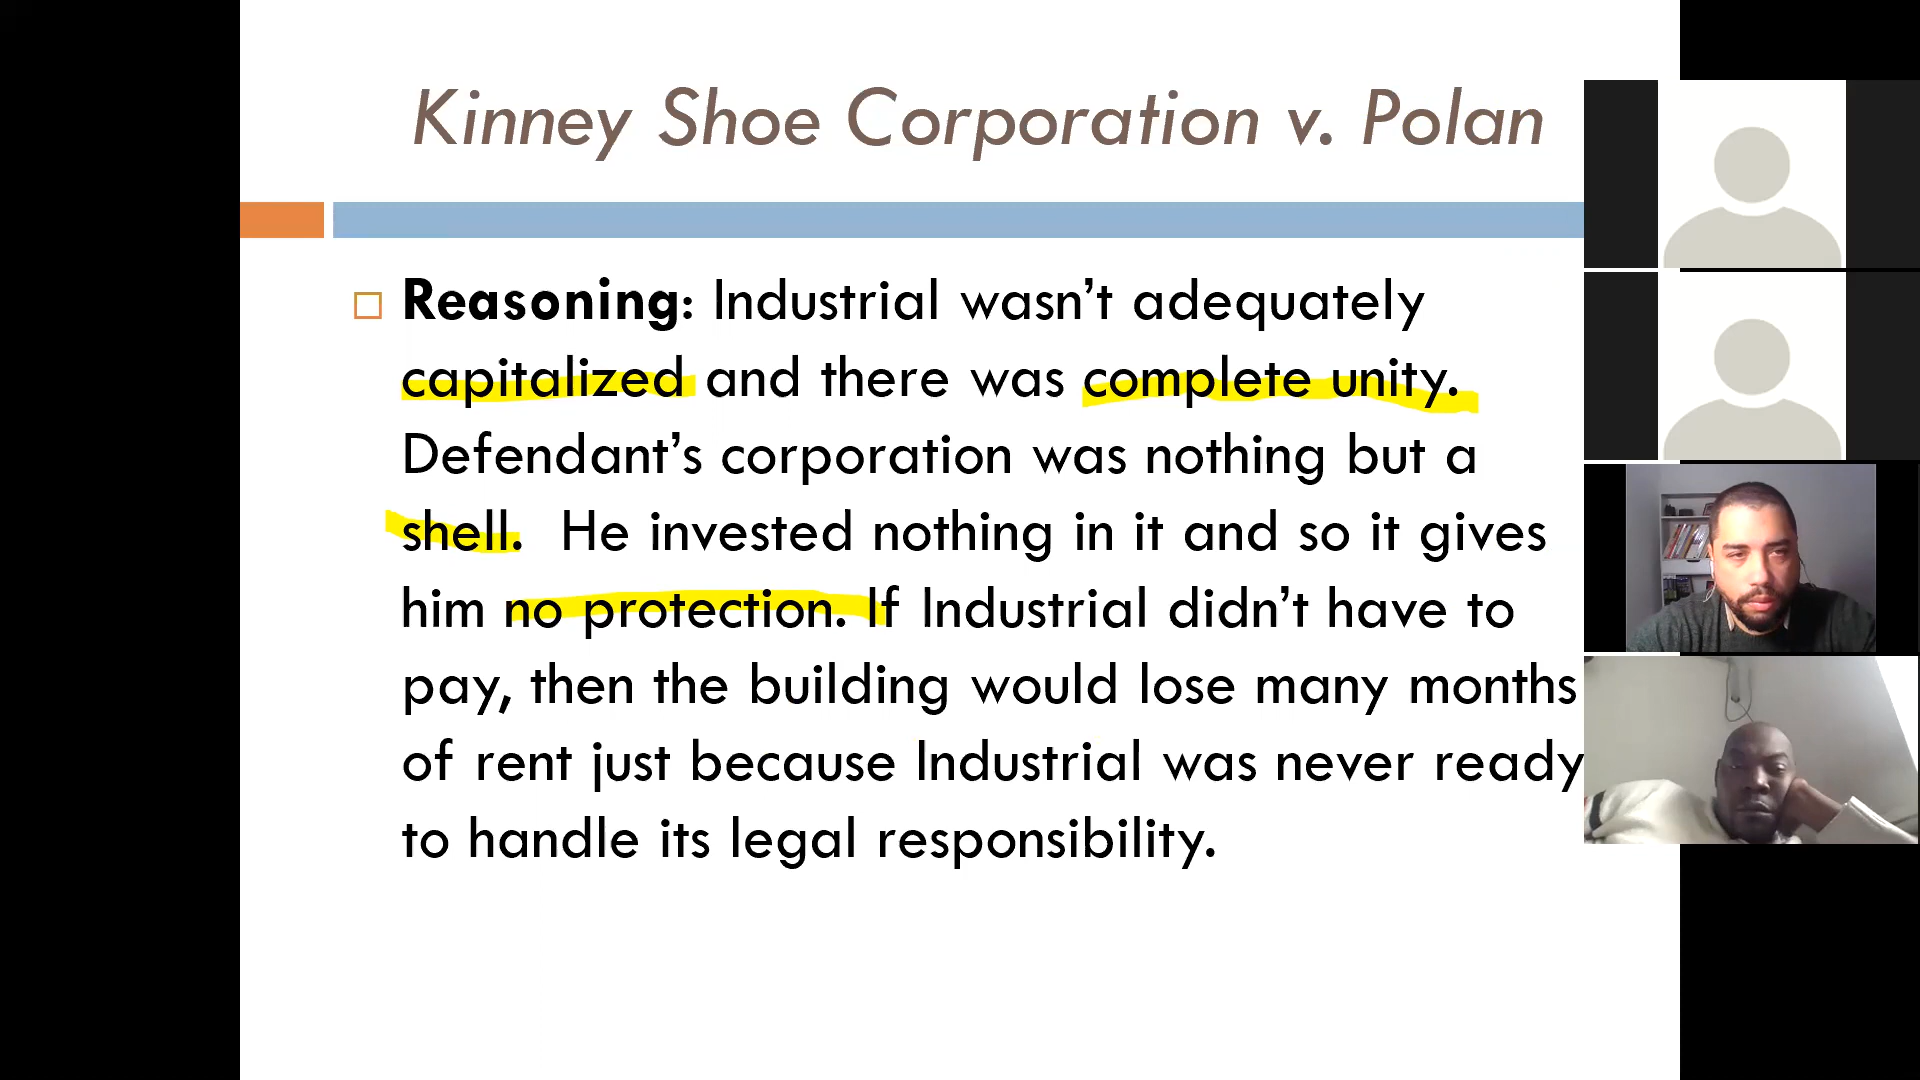 Kinney Shoe Corporation v. Polan
Reasoning: Industrial wasn’t adequately
capitalized and there was complete unity.
Defendant’s corporation was nothing but a
shell.  He invested nothing in it and so it gives
him no protection. If Industrial didn’t have to
pay, then the building would lose many months
of rent just because Industrial was never ready
to handle its legal responsibility.